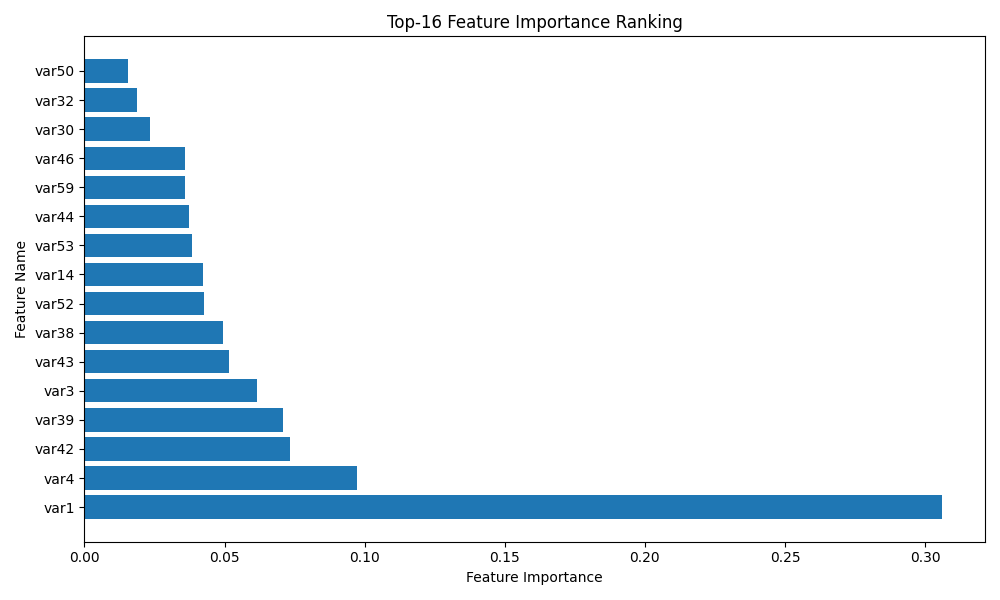 Top-16 Feature Importance Ranking
Feature Name
var50
var32
var30
var46
var59
var44
var53
var14
var52
var38
var43
var3
var39
var42
var4
var1
0.00 0.05 0.10 0.15 0.20 0.25 0.30
Feature Importance